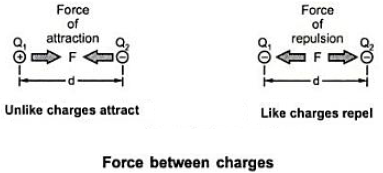 Force
of
attraction
Q1 Q2
+ F −
d
Unlike charges attract
Force
of
repulsion
Q1 Q2
− F −
d
Like charges repel
Force between charges